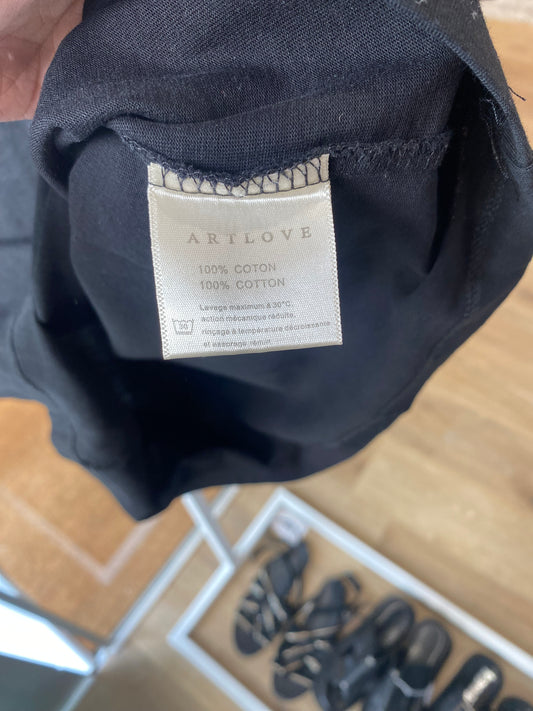 ARTLOVE
100% COTON
100% COTTON
Lavage maximum à 30°C,
action mécanique réduite,
30
rinçage à température décroissante
et essorage réduit.